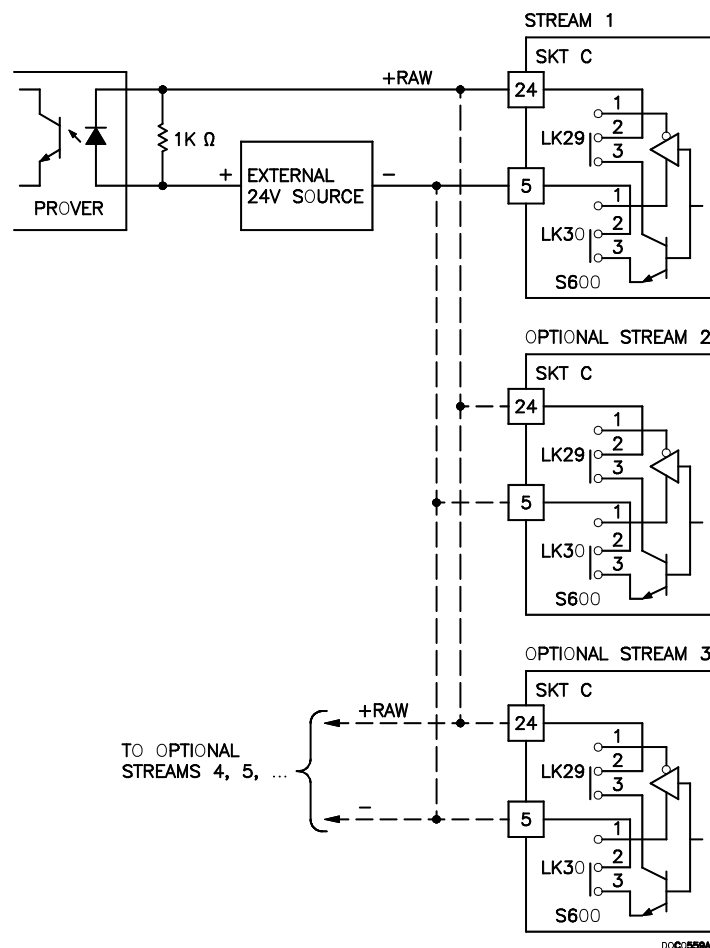 STREAM 1
SKT C
+RAW
24
1
2
LK29
3
1K Ω
+
EXTERNAL
24V SOURCE
−
5
PROVER
1
2
LK30
3
S600
OPTIONAL STREAM 2
SKT C
24
1
2
LK29
3
5
1
2
LK30
3
S600
OPTIONAL STREAM 3
SKT C
+RAW
24
1
2
LK29
3
TO OPTIONAL
STREAMS 4, 5, ...
−
5
1
2
LK30
3
S600